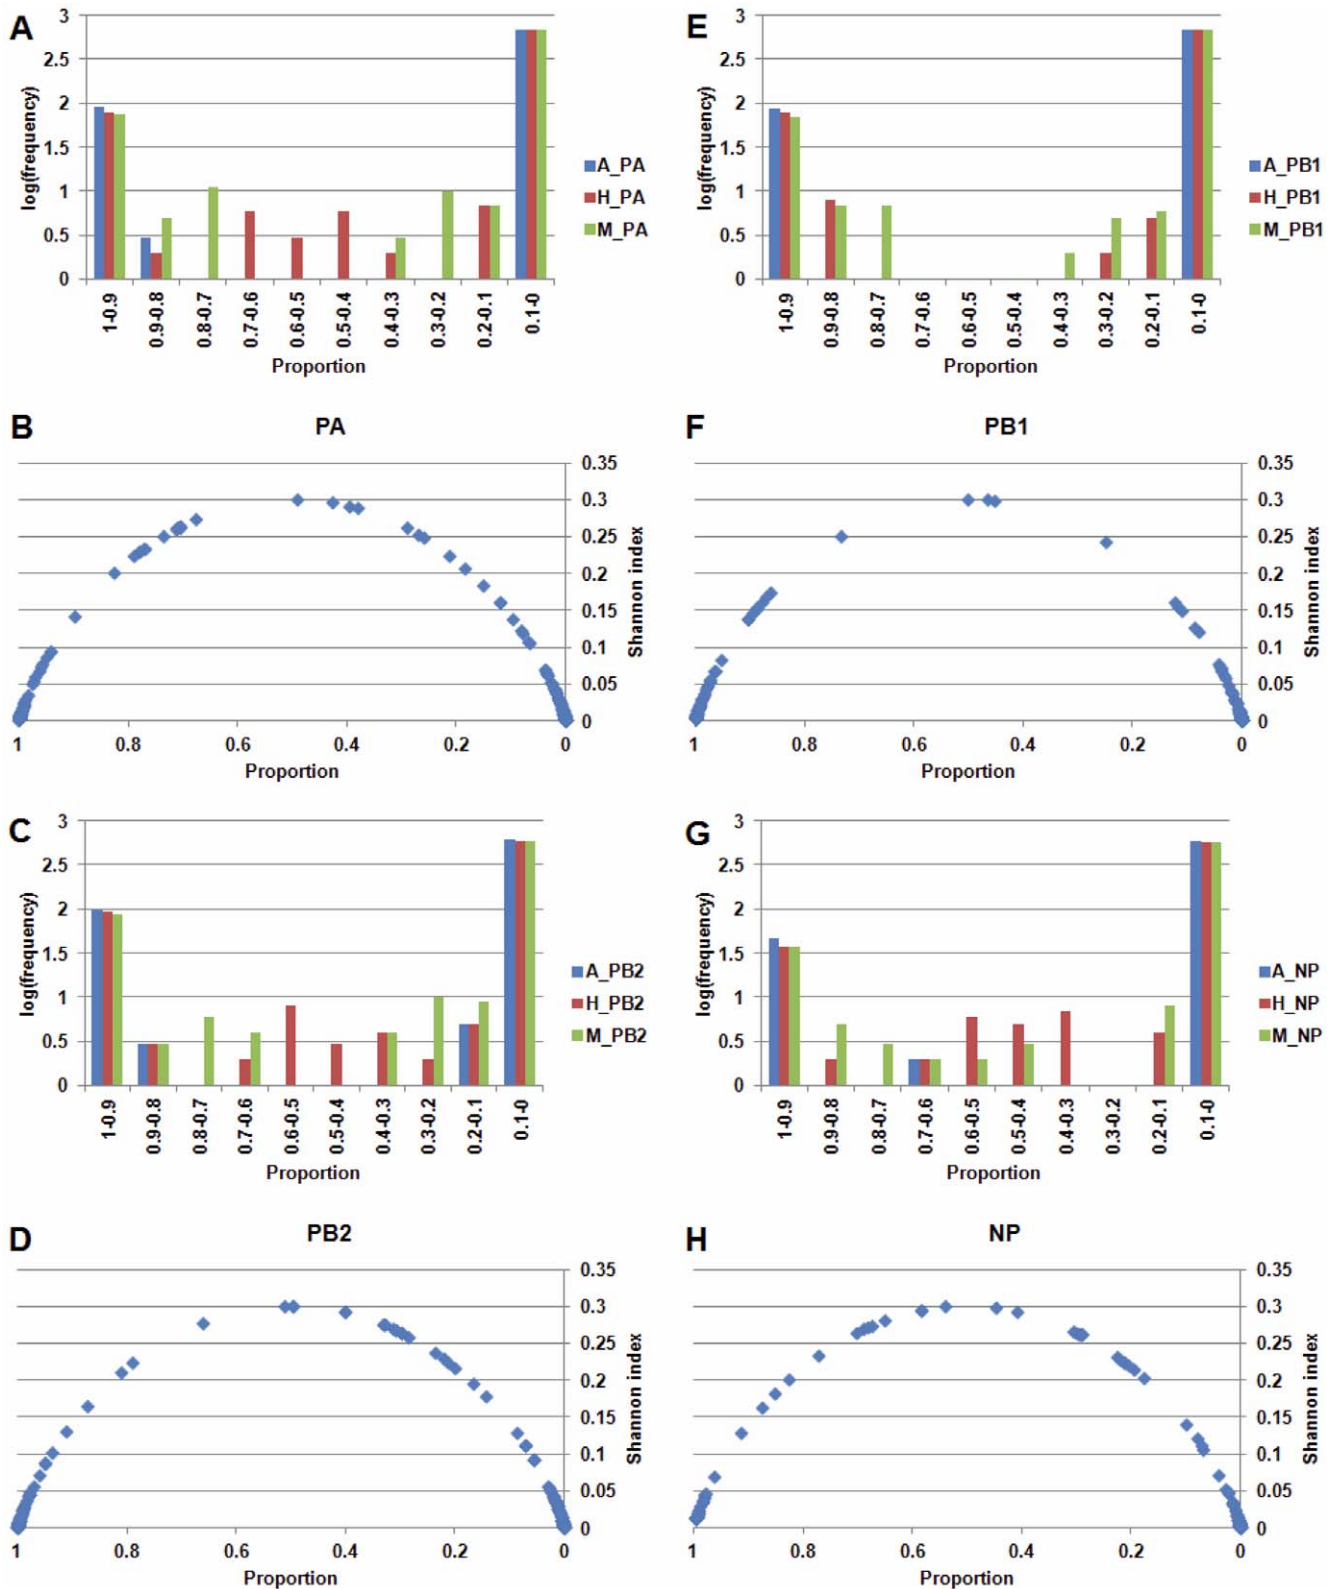 A
log(frequency)
3
2.5
2
1.5
1
0.5
0
1-0.9
0.9-0.8
0.8-0.7
0.7-0.6
0.6-0.5
0.5-0.4
0.4-0.3
0.3-0.2
0.2-0.1
0.1-0
Proportion
A_PA
H_PA
M_PA
E
log(frequency)
3
2.5
2
1.5
1
0.5
0
1-0.9
0.9-0.8
0.8-0.7
0.7-0.6
0.6-0.5
0.5-0.4
0.4-0.3
0.3-0.2
0.2-0.1
0.1-0
Proportion
A_PB1
H_PB1
M_PB1
B
PA
0.35
0.3
0.25
0.2
0.15
0.1
0.05
0
Shannon index
1 0.8 0.6 0.4 0.2 0
Proportion
F
PB1
0.35
0.3
0.25
0.2
0.15
0.1
0.05
0
Shannon index
1 0.8 0.6 0.4 0.2 0
Proportion
C
log(frequency)
3
2.5
2
1.5
1
0.5
0
1-0.9
0.9-0.8
0.8-0.7
0.7-0.6
0.6-0.5
0.5-0.4
0.4-0.3
0.3-0.2
0.2-0.1
0.1-0
Proportion
A_PB2
H_PB2
M_PB2
G
log(frequency)
3
2.5
2
1.5
1
0.5
0
1-0.9
0.9-0.8
0.8-0.7
0.7-0.6
0.6-0.5
0.5-0.4
0.4-0.3
0.3-0.2
0.2-0.1
0.1-0
Proportion
A_NP
H_NP
M_NP
D
PB2
0.35
0.3
0.25
0.2
0.15
0.1
0.05
0
Shannon index
1 0.8 0.6 0.4 0.2 0
Proportion
H
NP
0.35
0.3
0.25
0.2
0.15
0.1
0.05
0
Shannon index
1 0.8 0.6 0.4 0.2 0
Proportion